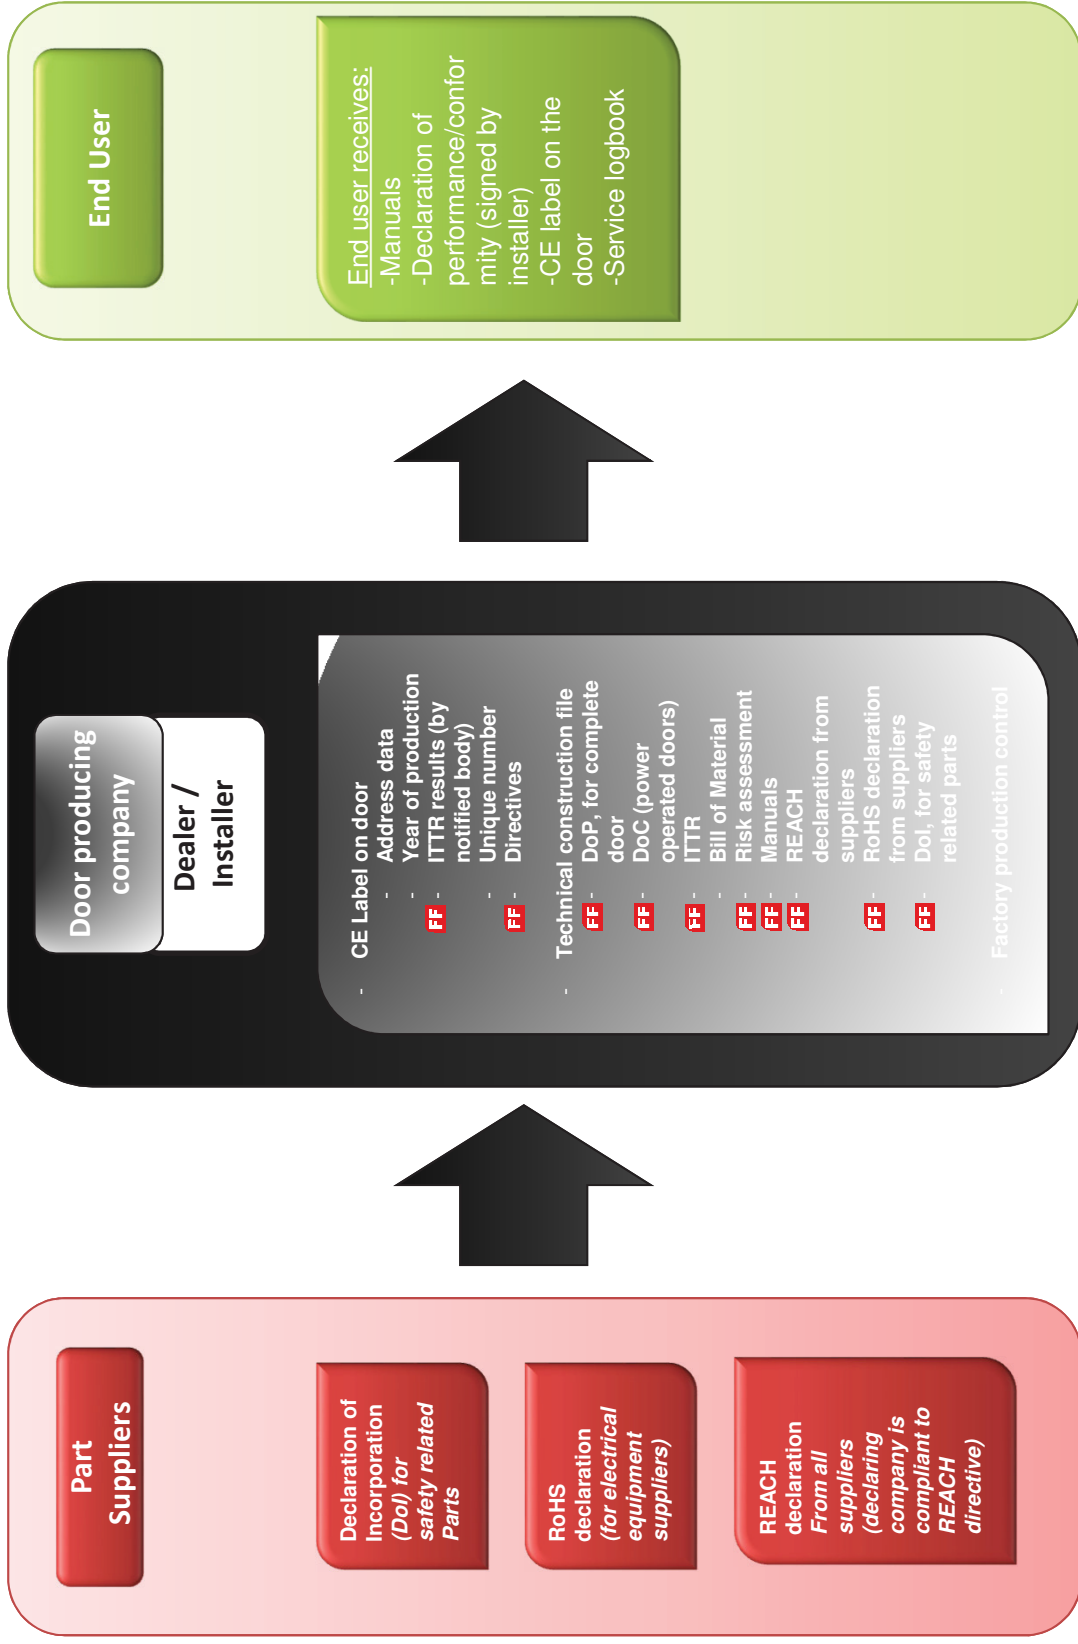 Part
Suppliers
Declaration of
Incorporation
(DoI) for
safety related
Parts
RoHS
declaration
(for electrical
equipment
suppliers)
REACH
declaration
From all
suppliers
(declaring
company is
compliant to
REACH
directive)
Door producing
company
Dealer /
Installer
- CE Label on door
- Address data
- Year of production
FF - ITTR results (by
notified body)
- Unique number
FF - Directives
- Technical construction file
FF - DoP, for complete
door
FF - DoC (power
operated doors)
FF - ITTR
- Bill of Material
FF - Risk assessment
FF - Manuals
FF - REACH
declaration from
suppliers
FF - RoHS declaration
from suppliers
FF - DoI, for safety
related parts
- Factory production control
End User
End user receives:
-Manuals
-Declaration of
performance/confor
mity (signed by
installer)
-CE label on the
door
-Service logbook